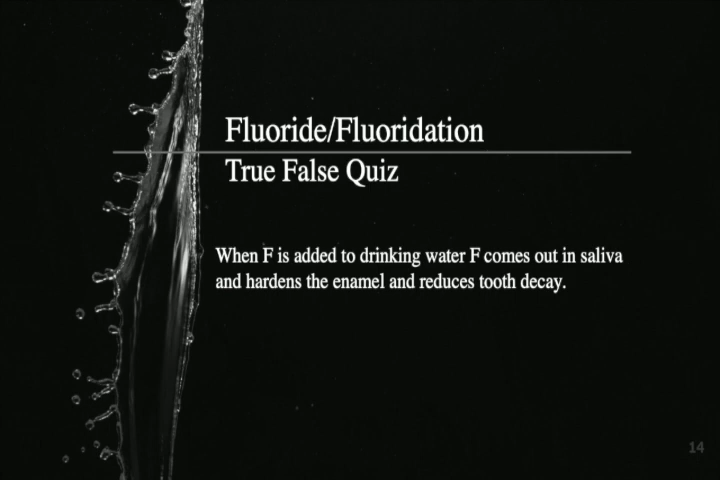 Fluoride/Fluoridation
True False Quiz
When F is added to drinking water F comes out in saliva
and hardens the enamel and reduces tooth decay.
14